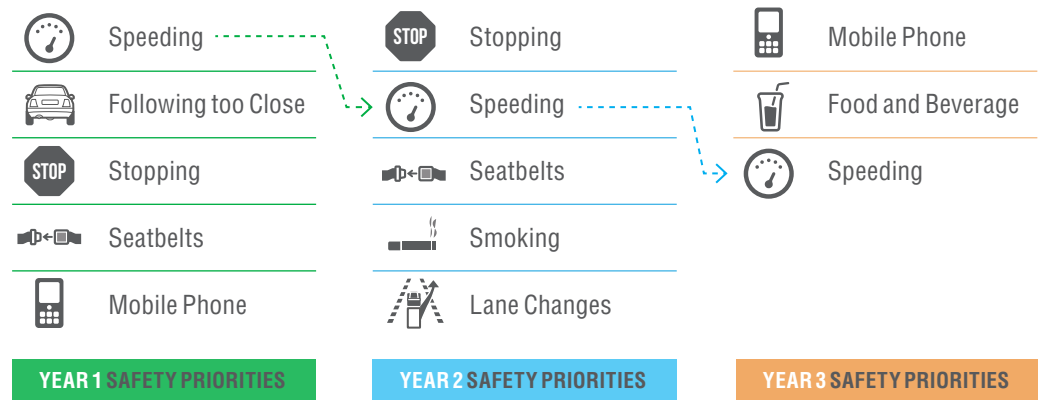 Speeding
Following too Close
STOP
Stopping
Seatbelts
Mobile Phone
YEAR 1 SAFETY PRIORITIES
STOP
Stopping
Speeding
Seatbelts
Smoking
Lane Changes
YEAR 2 SAFETY PRIORITIES
Mobile Phone
Food and Beverage
Speeding
YEAR 3 SAFETY PRIORITIES